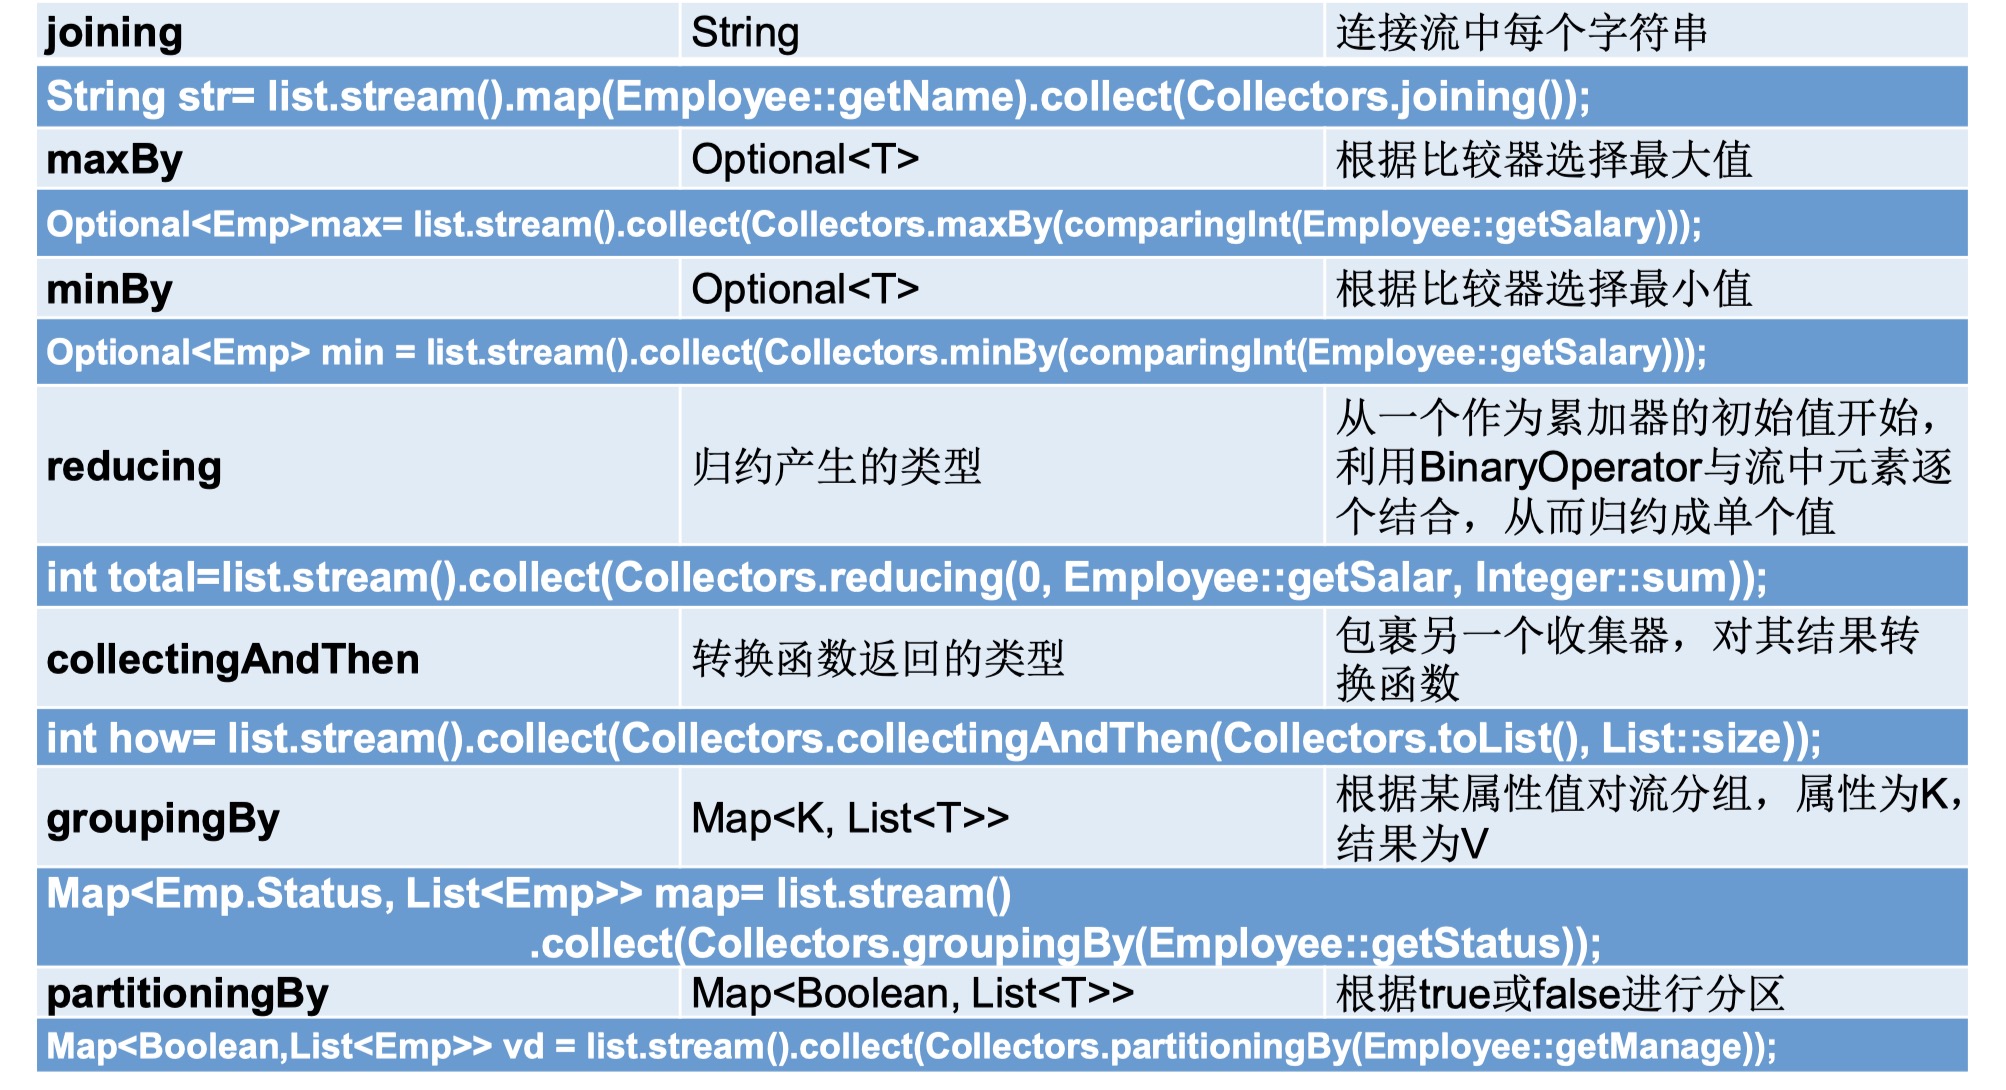 joining String 连接流中每个字符串
String str= list.stream().map(Employee::getName).collect(Collectors.joining());
maxBy Optional<T> 根据比较器选择最大值
Optional<Emp>max= list.stream().collect(Collectors.maxBy(comparingInt(Employee::getSalary)));
minBy Optional<T> 根据比较器选择最小值
Optional<Emp> min = list.stream().collect(Collectors.minBy(comparingInt(Employee::getSalary)));
reducing 归约产生的类型 从一个作为累加器的初始值开始，
利用BinaryOperator与流中元素逐
个结合，从而归约成单个值
int total=list.stream().collect(Collectors.reducing(0, Employee::getSalar, Integer::sum));
collectingAndThen 转换函数返回的类型 包裹另一个收集器，对其结果转
换函数
int how= list.stream().collect(Collectors.collectingAndThen(Collectors.toList(), List::size));
groupingBy Map<K, List<T>> 根据某属性值对流分组，属性为K，
结果为V
Map<Emp.Status, List<Emp>> map= list.stream()
.collect(Collectors.groupingBy(Employee::getStatus));
partitioningBy Map<Boolean, List<T>> 根据true或false进行分区
Map<Boolean,List<Emp>> vd = list.stream().collect(Collectors.partitioningBy(Employee::getManage));